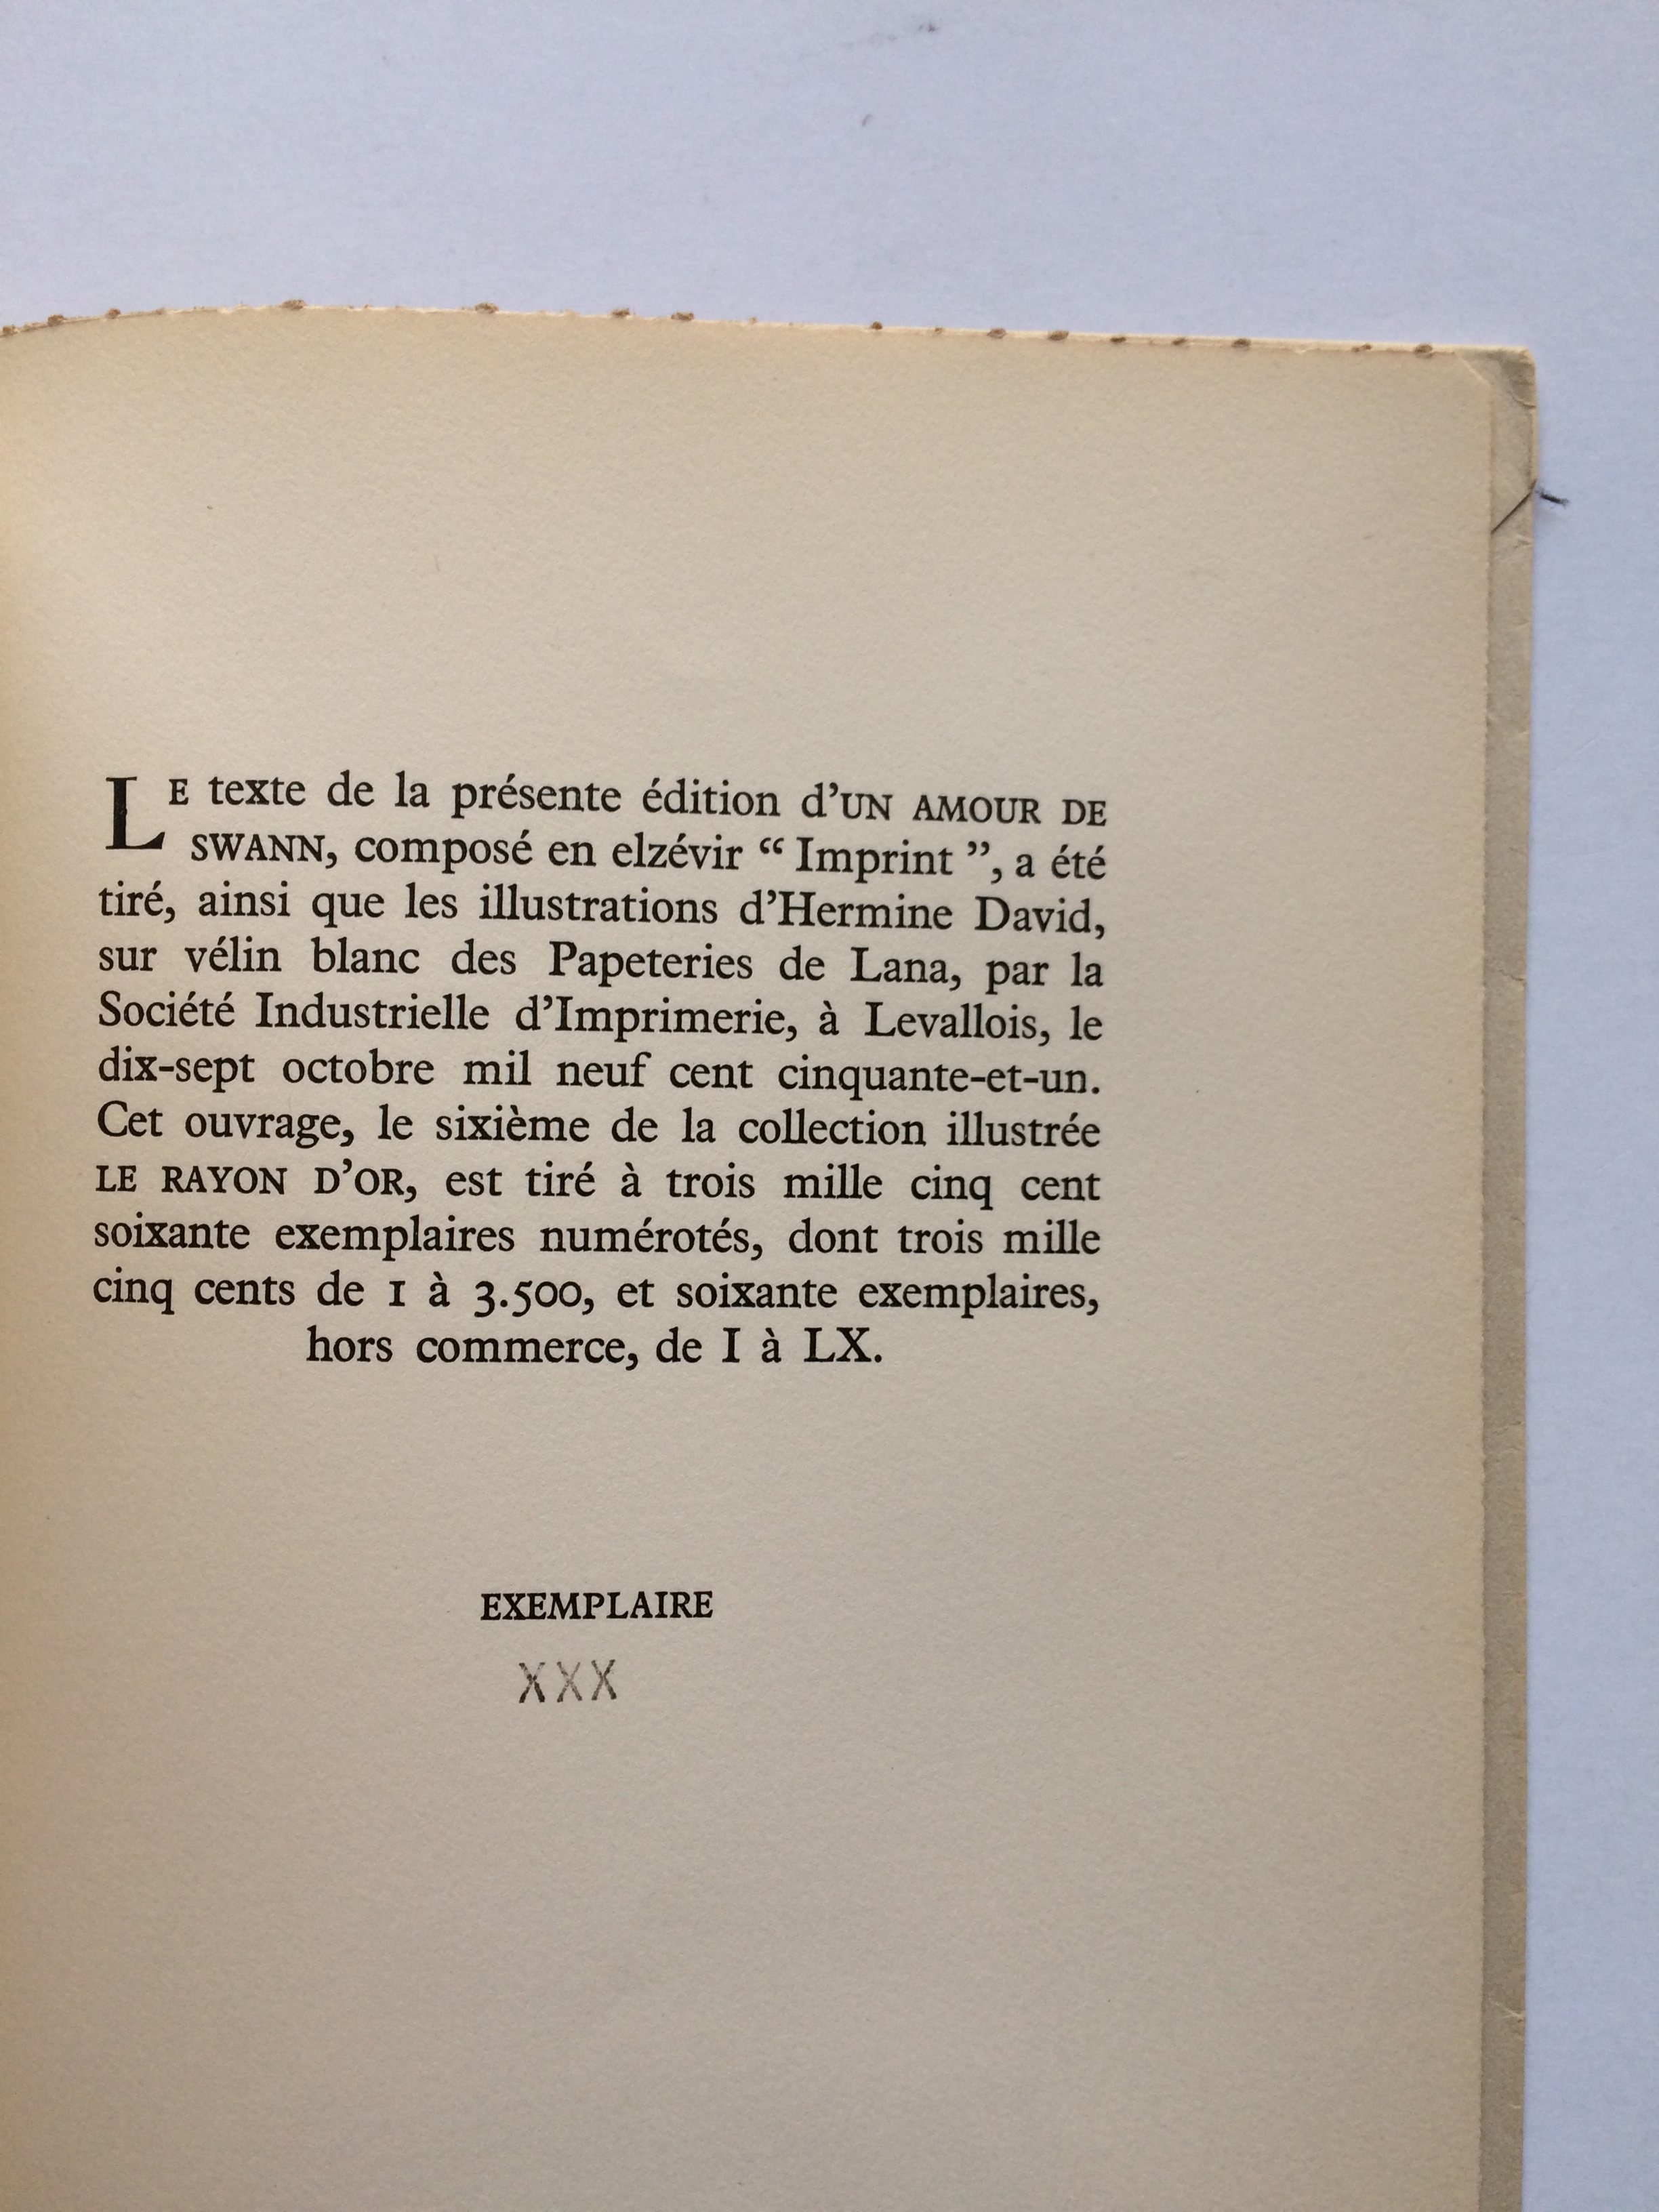 LE texte de la présente édition d'UN AMOUR DE
SWANN, composé en elzévir “ Imprint ”, a été
tiré, ainsi que les illustrations d'Hermine David,
sur vélin blanc des Papeteries de Lana, par la
Société Industrielle d'Imprimerie, à Levallois, le
dix-sept octobre mil neuf cent cinquante-et-un.
Cet ouvrage, le sixième de la collection illustrée
LE RAYON D'OR, est tiré à trois mille cinq cent
soixante exemplaires numérotés, dont trois mille
cinq cents de 1 à 3.500, et soixante exemplaires,
hors commerce, de I à LX.
EXEMPLAIRE
XXX